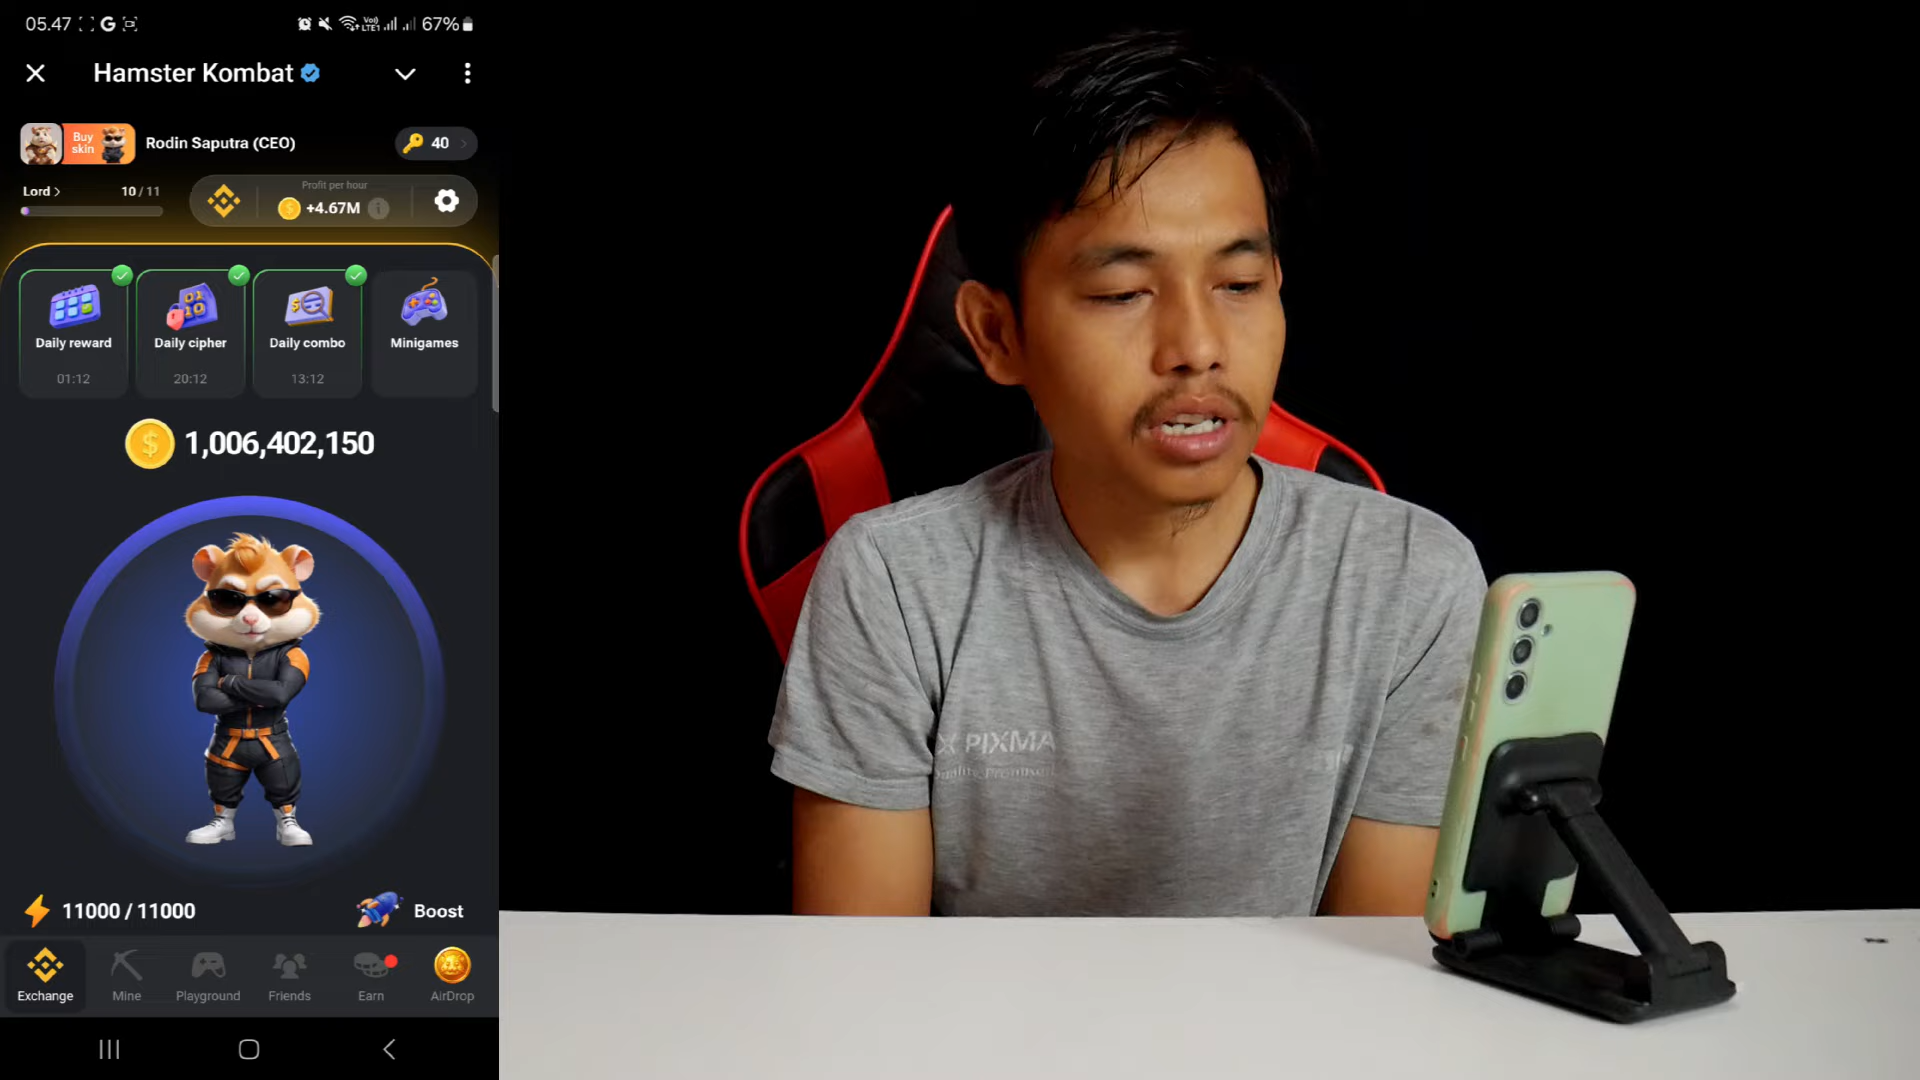 05.47 G Vo) LTE1 67%
Hamster Kombat
Buy skin
Rodin Saputra (CEO)
40
Lord > 10 / 11
Profit per hour
+4.67M
Daily reward
01:12
Daily cipher
20:12
Daily combo
13:12
Minigames
1,006,402,150
11000 / 11000
Boost
Exchange
Mine
Playground
Friends
Earn
AirDrop
X PIXMA